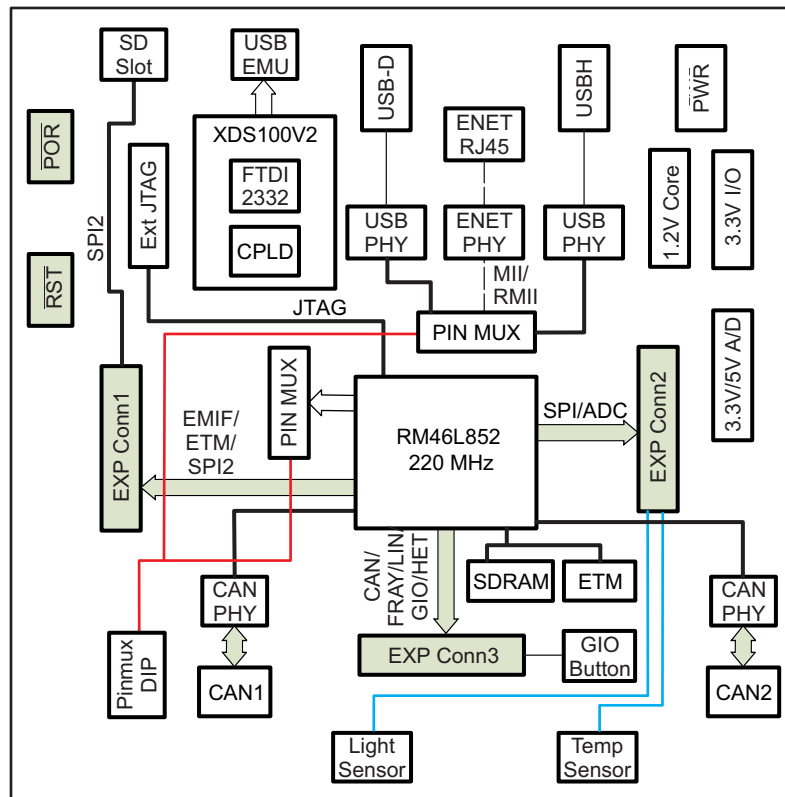 SD
Slot
USB
EMU
USB-D
ENET
RJ45
USBH
PWR
POR
SPI2
Ext JTAG
XDS100V2
FTDI
2332
CPLD
USB
PHY
ENET
PHY
USB
PHY
1.2V Core
3.3V I/O
RST
MII/
RMII
JTAG
PIN MUX
3.3V/5V A/D
EXP Conn1
EMIF/
ETM/
SPI2
PIN MUX
RM46L852
220 MHz
SPI/ADC
EXP Conn2
CAN/
FRAY/LIN/
GIO/HET
SDRAM
ETM
CAN
PHY
CAN
PHY
Pinmux
DIP
CAN1
EXP Conn3
GIO
Button
CAN2
Light
Sensor
Temp
Sensor